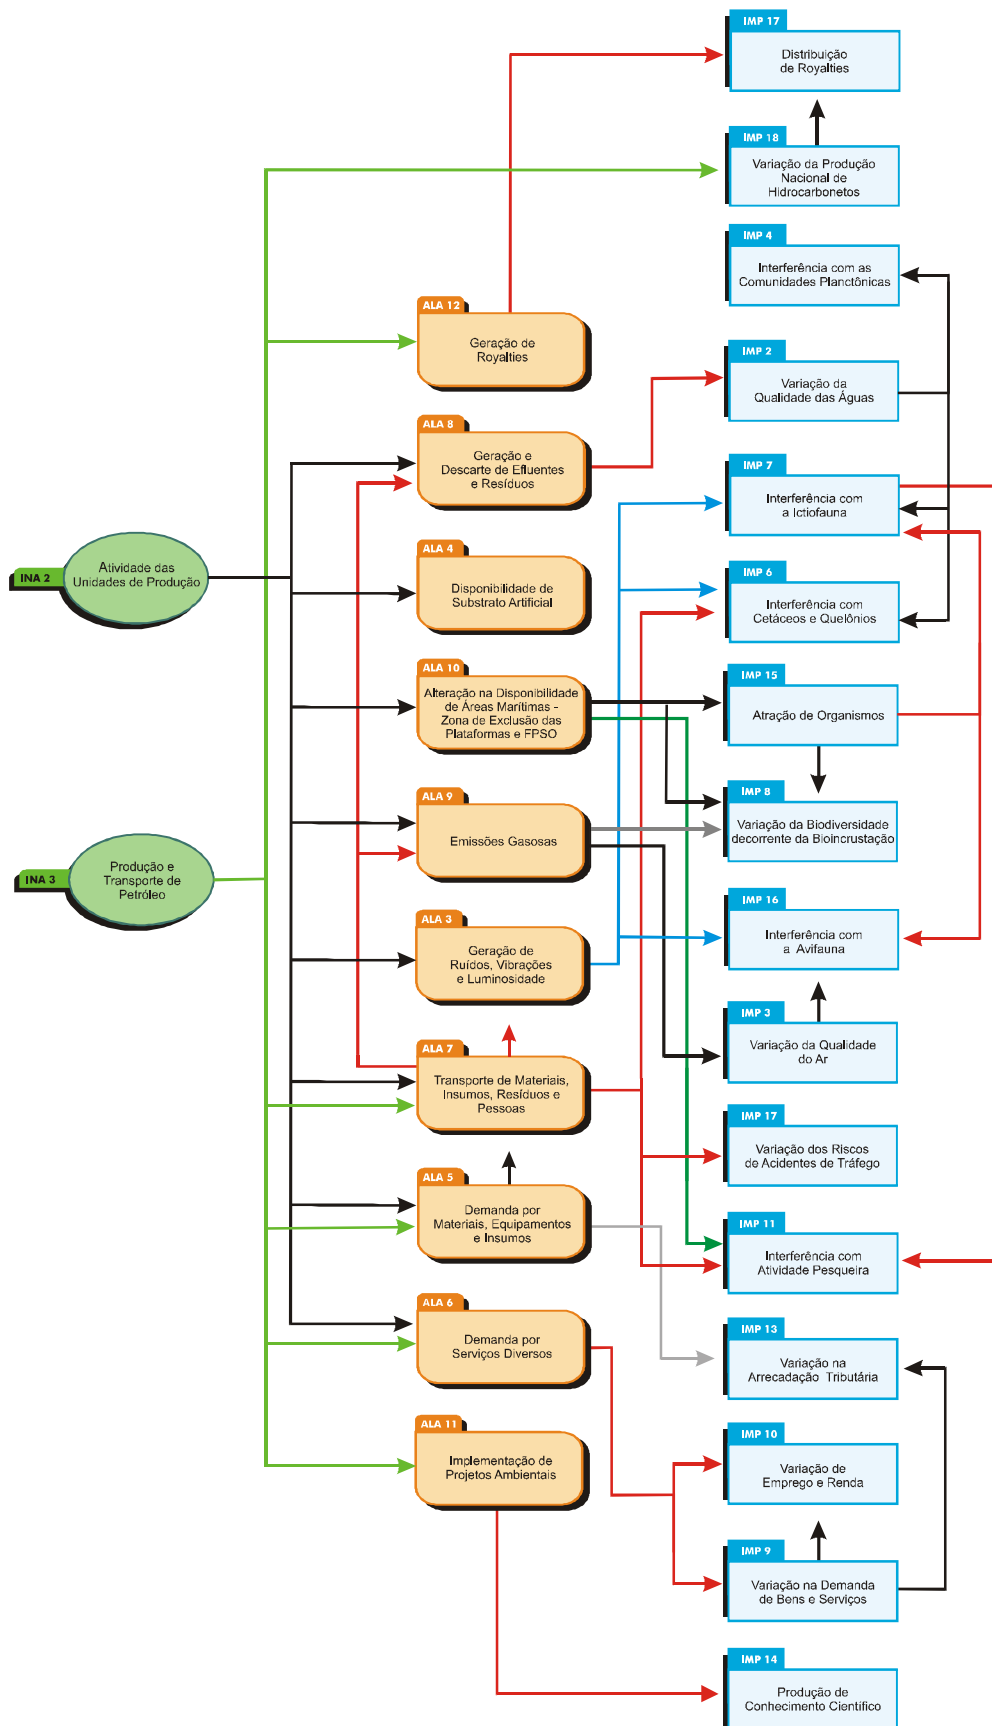 IMP 17
Distribuição
de Royalties
IMP 18
Variação da Produção
Nacional de
Hidrocarbonetos
IMP 4
Interferência com as
Comunidades Planctônicas
ALA 12
Geração de
Royalties
IMP 2
Variação da
Qualidade das Águas
ALA 8
Geração e
Descarte de Efluentes
e Resíduos
IMP 7
Interferência com
a Ictiofauna
INA 2
Atividade das
Unidades de Produção
ALA 4
Disponibilidade de
Substrato Artificial
IMP 6
Interferência com
Cetáceos e Quelônios
ALA 10
Alteração na Disponibilidade
de Áreas Marítimas -
Zona de Exclusão das
Plataformas e FPSO
IMP 15
Atração de Organismos
ALA 9
Emissões Gasosas
IMP 8
Variação da Biodiversidade
decorrente da Bioincrustação
INA 3
Produção e
Transporte de
Petróleo
ALA 3
Geração de
Ruídos, Vibrações
e Luminosidade
IMP 16
Interferência com
a Avifauna
ALA 7
Transporte de Materiais,
Insumos, Resíduos e
Pessoas
IMP 3
Variação da Qualidade
do Ar
IMP 17
Variação dos Riscos
de Acidentes de Tráfego
ALA 5
Demanda por
Materiais, Equipamentos
e Insumos
IMP 11
Interferência com
Atividade Pesqueira
ALA 6
Demanda por
Serviços Diversos
IMP 13
Variação na
Arrecadação Tributária
ALA 11
Implementação de
Projetos Ambientais
IMP 10
Variação de
Emprego e Renda
IMP 9
Variação na Demanda
de Bens e Serviços
IMP 14
Produção de
Conhecimento Científico